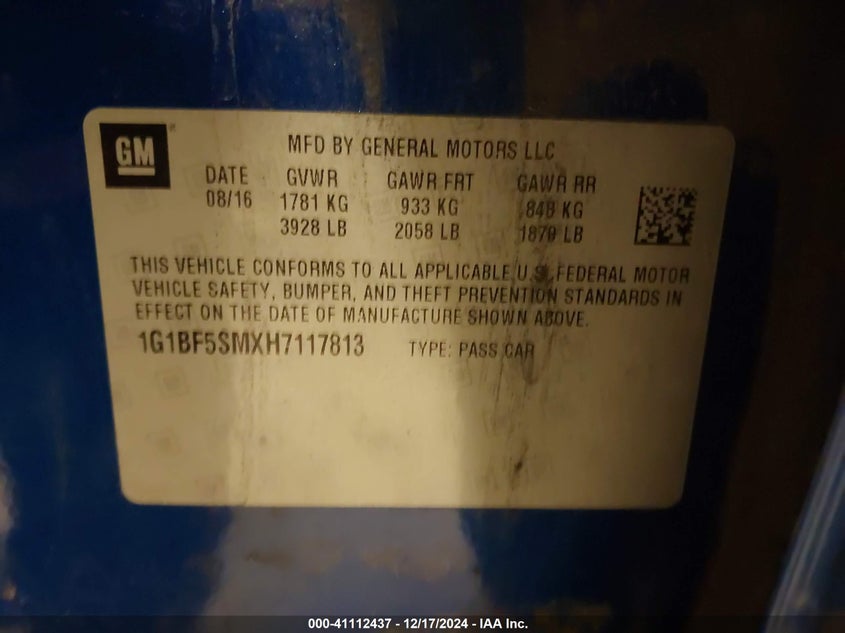 GM
MFD BY GENERAL MOTORS LLC
DATE GVWR GAWR FRT GAWR RR
08/16 1781 KG 933 KG 848 KG
3928 LB 2058 LB 1870 LB
THIS VEHICLE CONFORMS TO ALL APPLICABLE U.S. FEDERAL MOTOR
VEHICLE SAFETY, BUMPER, AND THEFT PREVENTION STANDARDS IN
EFFECT ON THE DATE OF MANUFACTURE SHOWN ABOVE.
1G1BF5SMXH7117813 TYPE: PASS CAR
000-41112437 - 12/17/2024 - IAA Inc.